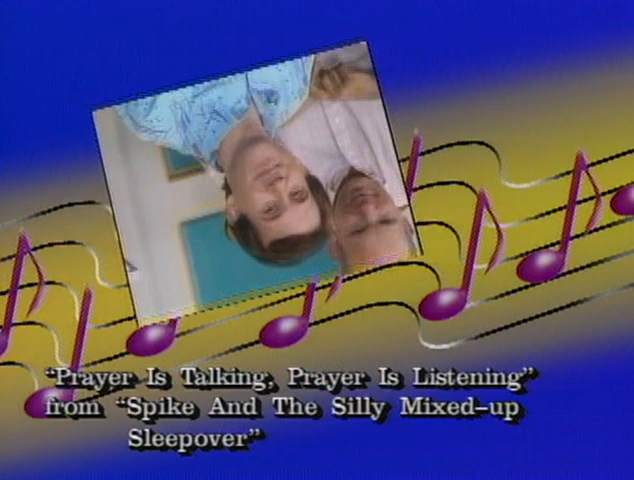 "Prayer Is Talking, Prayer Is Listening"
from "Spike And The Silly Mixed-up
Sleepover"